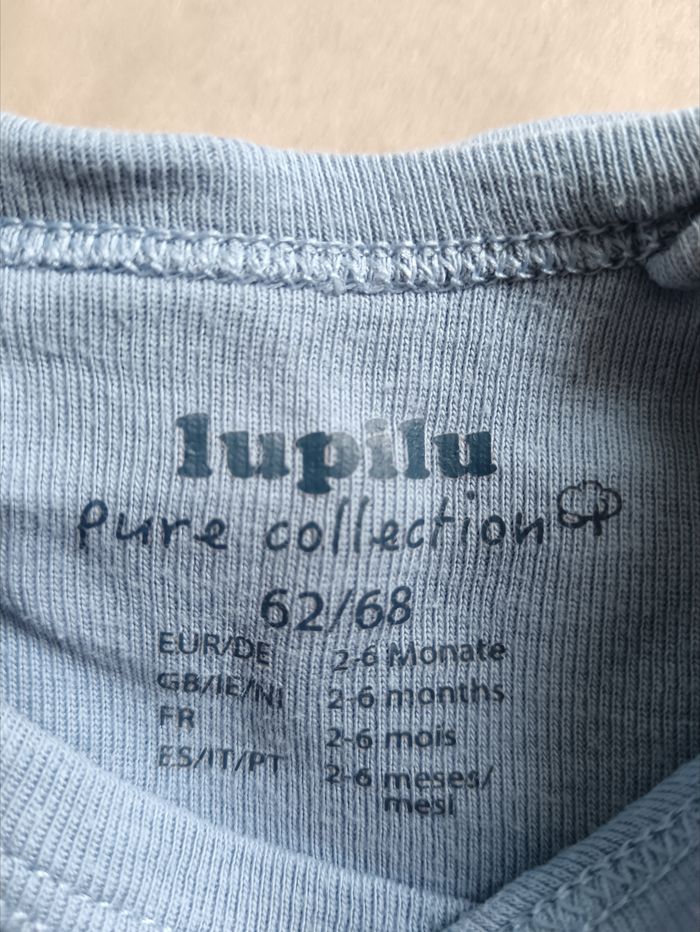 lupilu
pure collection
62/68
EUR/DE 2-6 Monate
GB/IE/NI 2-6 months
FR 2-6 mois
ES/IT/PT 2-6 meses/
mesi